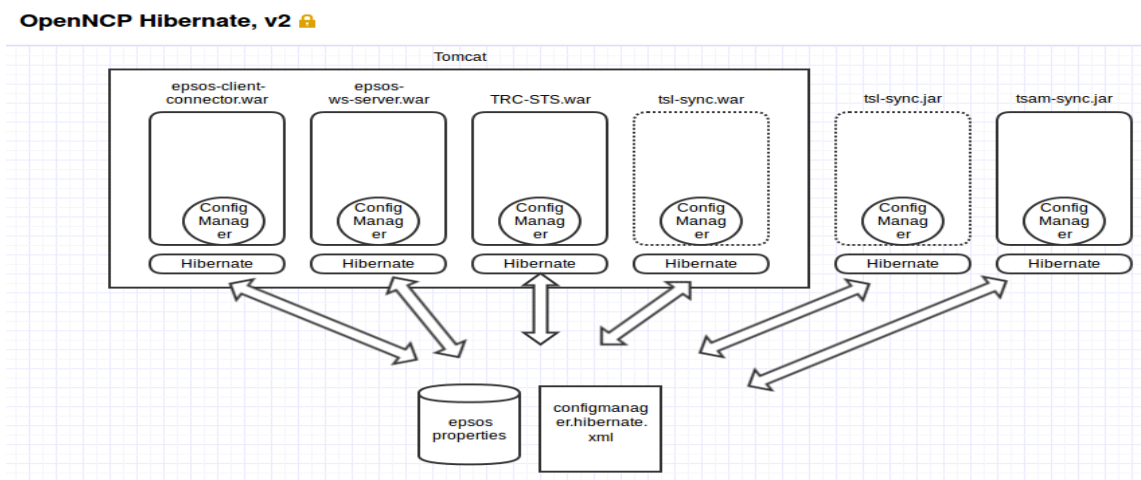 OpenNCP Hibernate, v2
Tomcat
epsos-client-
connector.war
epsos-
ws-server.war
TRC-STS.war
tsl-sync.war
tsl-sync.jar
tsam-sync.jar
Config
Manag
er
Config
Manag
er
Config
Manag
er
Config
Manag
er
Config
Manag
er
Config
Manag
er
Hibernate
Hibernate
Hibernate
Hibernate
Hibernate
Hibernate
epsos
properties
configmanag
er.hibernate.
xml